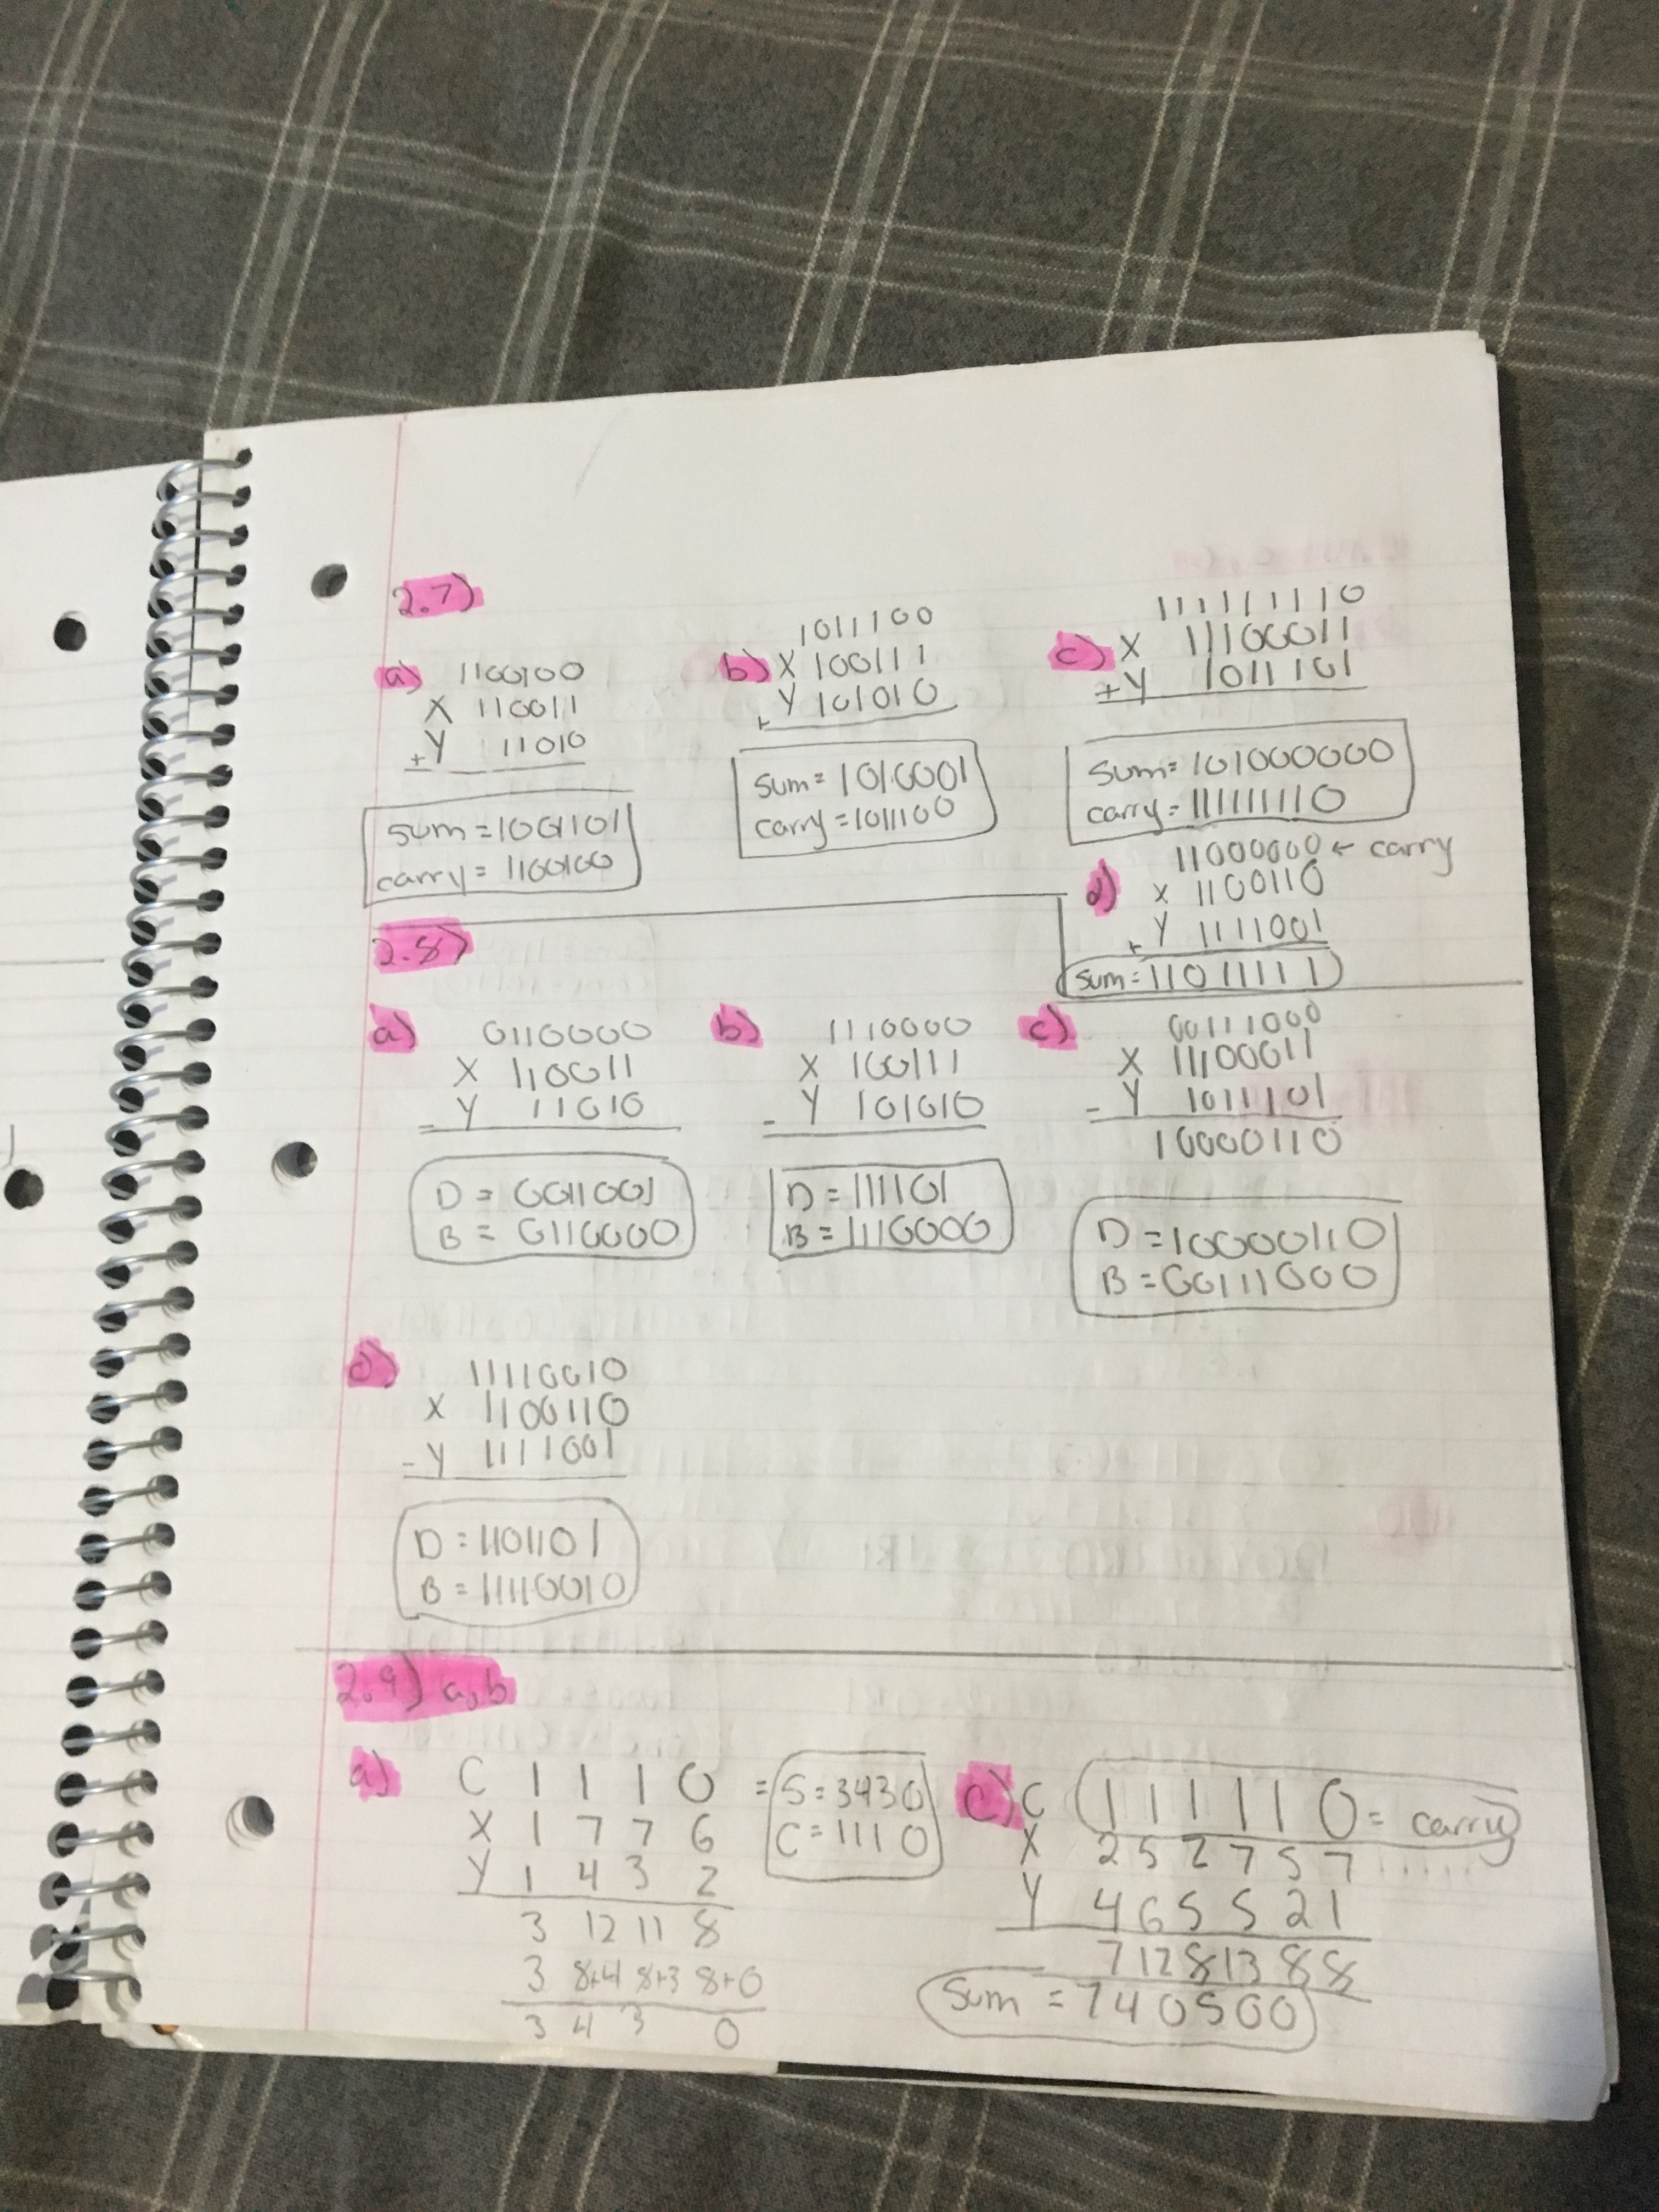 2.7)
a) 1100100
X 110011
+Y 11010
sum = 1001101
carry = 1100100
b) 1011100
X 100111
+Y 101010
sum = 1010001
carry = 1011100
c) 111111110
X 11100011
+Y 1011101
sum = 101000000
carry = 111111110
d) 11000000 ← carry
X 1100110
+Y 1111001
sum = 11011111
2.8)
a) 0110000
X 110011
-Y 11010
D = 0011001
B = 0110000
b) 1110000
X 100111
-Y 101010
D = 111101
B = 1110000
c) 00111000
X 11100011
-Y 1011101
10000110
D = 10000110
B = 00111000
d) 11110010
X 1100110
-Y 1111001
D = 1101101
B = 11110010
2.9) a,b
a) C 1 1 1 0 = S = 3430
X 1 7 7 6 C = 1110
Y 1 4 3 2
3 12 11 8
3 8+4 8+3 8+0
3 4 3 0
c) C 1 1 1 1 1 0 = carry
X 2 5 2 7 5 7
Y 4 6 5 5 2 1
7 12 8 13 8 8
Sum = 740500